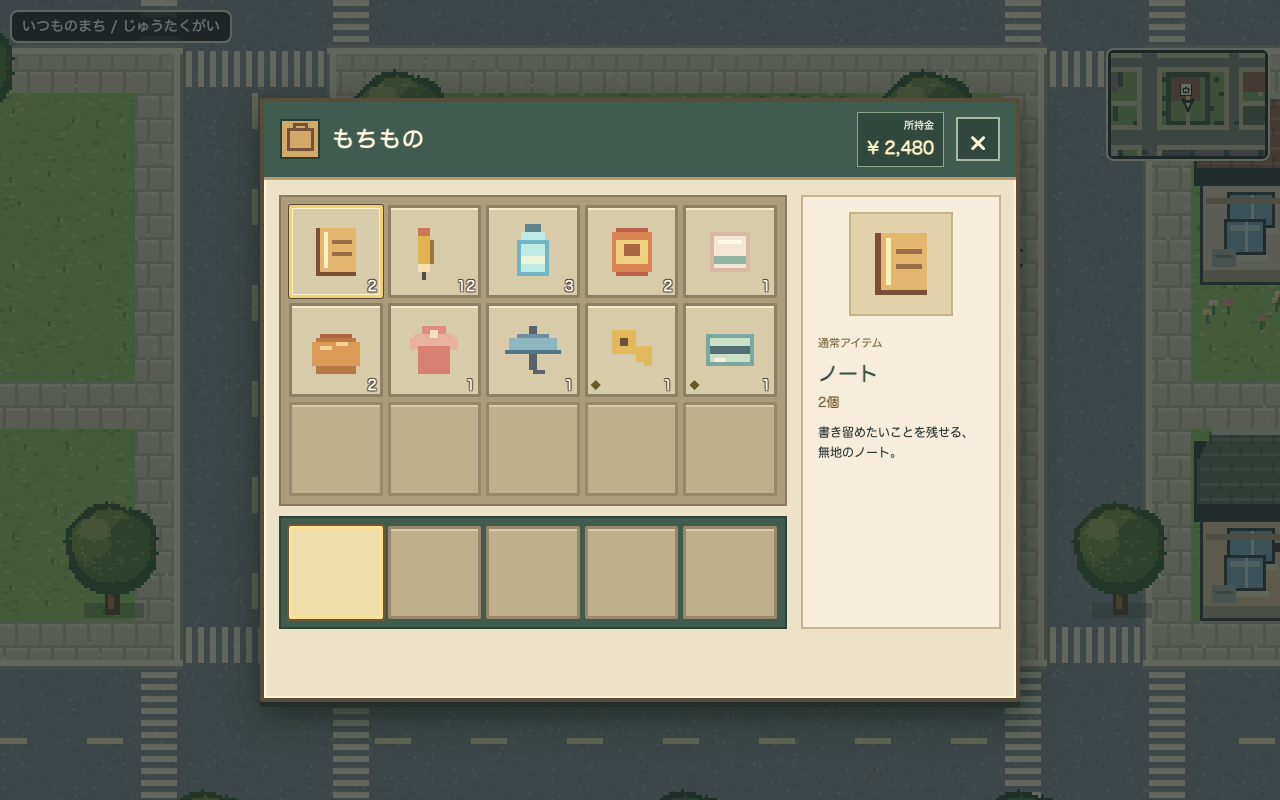 いつものまち / じゅうたくがい
もちもの
所持金
¥ 2,480
×
2
12
3
2
1
2
1
1
1
1
通常アイテム
ノート
2個
書き留めたいことを残せる、
無地のノート。